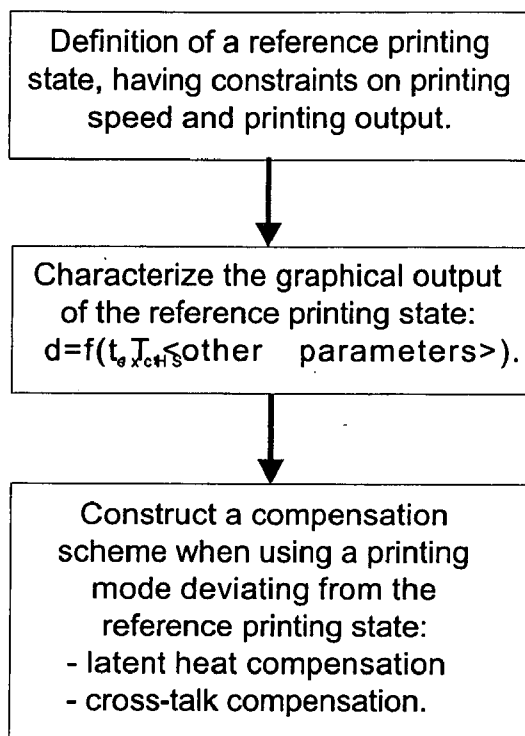 Definition of a reference printing
state, having constraints on printing
speed and printing output.
Characterize the graphical output
of the reference printing state:
other parameters>).
Construct a compensation
scheme when using a printing
mode deviating from the
reference printing state:
- latent heat compensation
- cross-talk compensation.